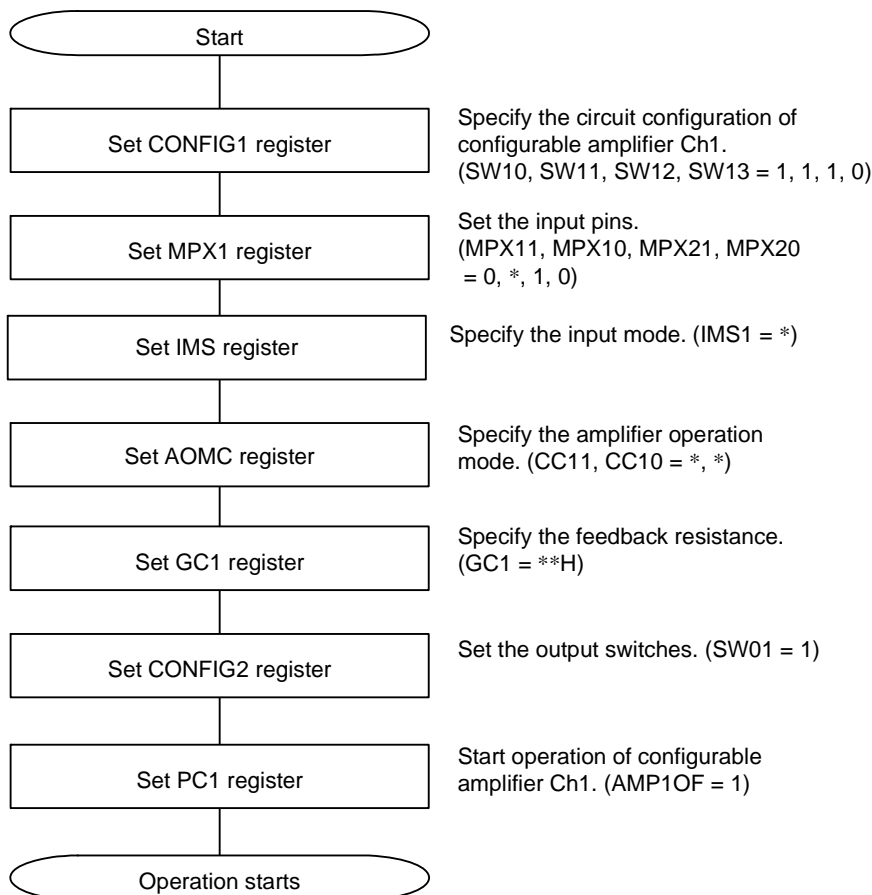 Start
Set CONFIG1 register
Specify the circuit configuration of
configurable amplifier Ch1.
(SW10, SW11, SW12, SW13 = 1, 1, 1, 0)
Set MPX1 register
Set the input pins.
(MPX11, MPX10, MPX21, MPX20
= 0, *, 1, 0)
Set IMS register
Specify the input mode. (IMS1 = *)
Set AOMC register
Specify the amplifier operation
mode. (CC11, CC10 = *, *)
Set GC1 register
Specify the feedback resistance.
(GC1 = **H)
Set CONFIG2 register
Set the output switches. (SW01 = 1)
Set PC1 register
Start operation of configurable
amplifier Ch1. (AMP1OF = 1)
Operation starts